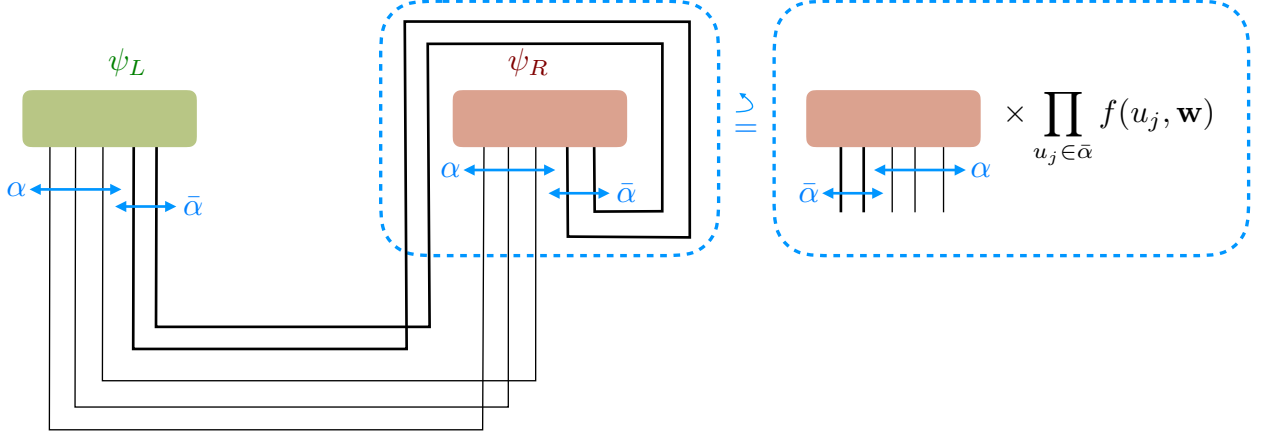 ψ_L
ψ_R
α
ᾱ
α
ᾱ
=
× ∏_{u_j∈ᾱ} f(u_j, **w**)
ᾱ
α